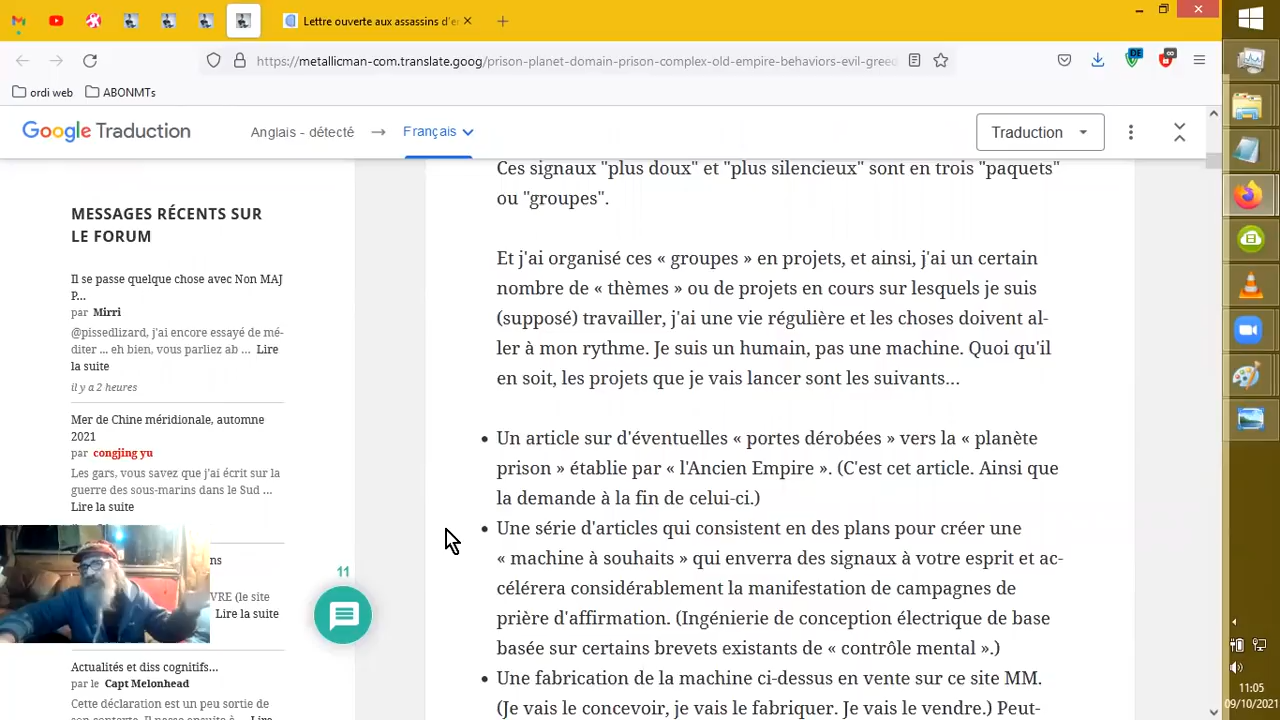 Lettre ouverte aux assassins d'e
https://metallicman-com.translate.goog/prison-planet-domain-prison-complex-old-empire-behaviors-evil-greed
ordi web
ABONMTs
Google Traduction
Anglais - détecté
Français
Traduction
MESSAGES RÉCENTS SUR
LE FORUM
Il se passe quelque chose avec Non MAJ
P...
par Mirri
@pissedlizard, j'ai encore essayé de mé-
diter ... eh bien, vous parliez ab ... Lire
la suite
il y a 2 heures
Mer de Chine méridionale, automne
2021
par congjing yu
Les gars, vous savez que j'ai écrit sur la
guerre des sous-marins dans le Sud ...
Lire la suite
ns
VRE (le site
Lire la suite
Actualités et diss cognitifs...
par le Capt Melonhead
Cette déclaration est un peu sortie de
11
Ces signaux "plus doux" et "plus silencieux" sont en trois "paquets"
ou "groupes".
Et j'ai organisé ces « groupes » en projets, et ainsi, j'ai un certain
nombre de « thèmes » ou de projets en cours sur lesquels je suis
(supposé) travailler, j'ai une vie régulière et les choses doivent al-
ler à mon rythme. Je suis un humain, pas une machine. Quoi qu'il
en soit, les projets que je vais lancer sont les suivants...
Un article sur d'éventuelles « portes dérobées » vers la « planète
prison » établie par « l'Ancien Empire ». (C'est cet article. Ainsi que
la demande à la fin de celui-ci.)
Une série d'articles qui consistent en des plans pour créer une
« machine à souhaits » qui enverra des signaux à votre esprit et ac-
célérera considérablement la manifestation de campagnes de
prière d'affirmation. (Ingénierie de conception électrique de base
basée sur certains brevets existants de « contrôle mental ».)
Une fabrication de la machine ci-dessus en vente sur ce site MM.
(Je vais le concevoir, je vais le fabriquer. Je vais le vendre.) Peut-
DE
11:05
09/10/2021